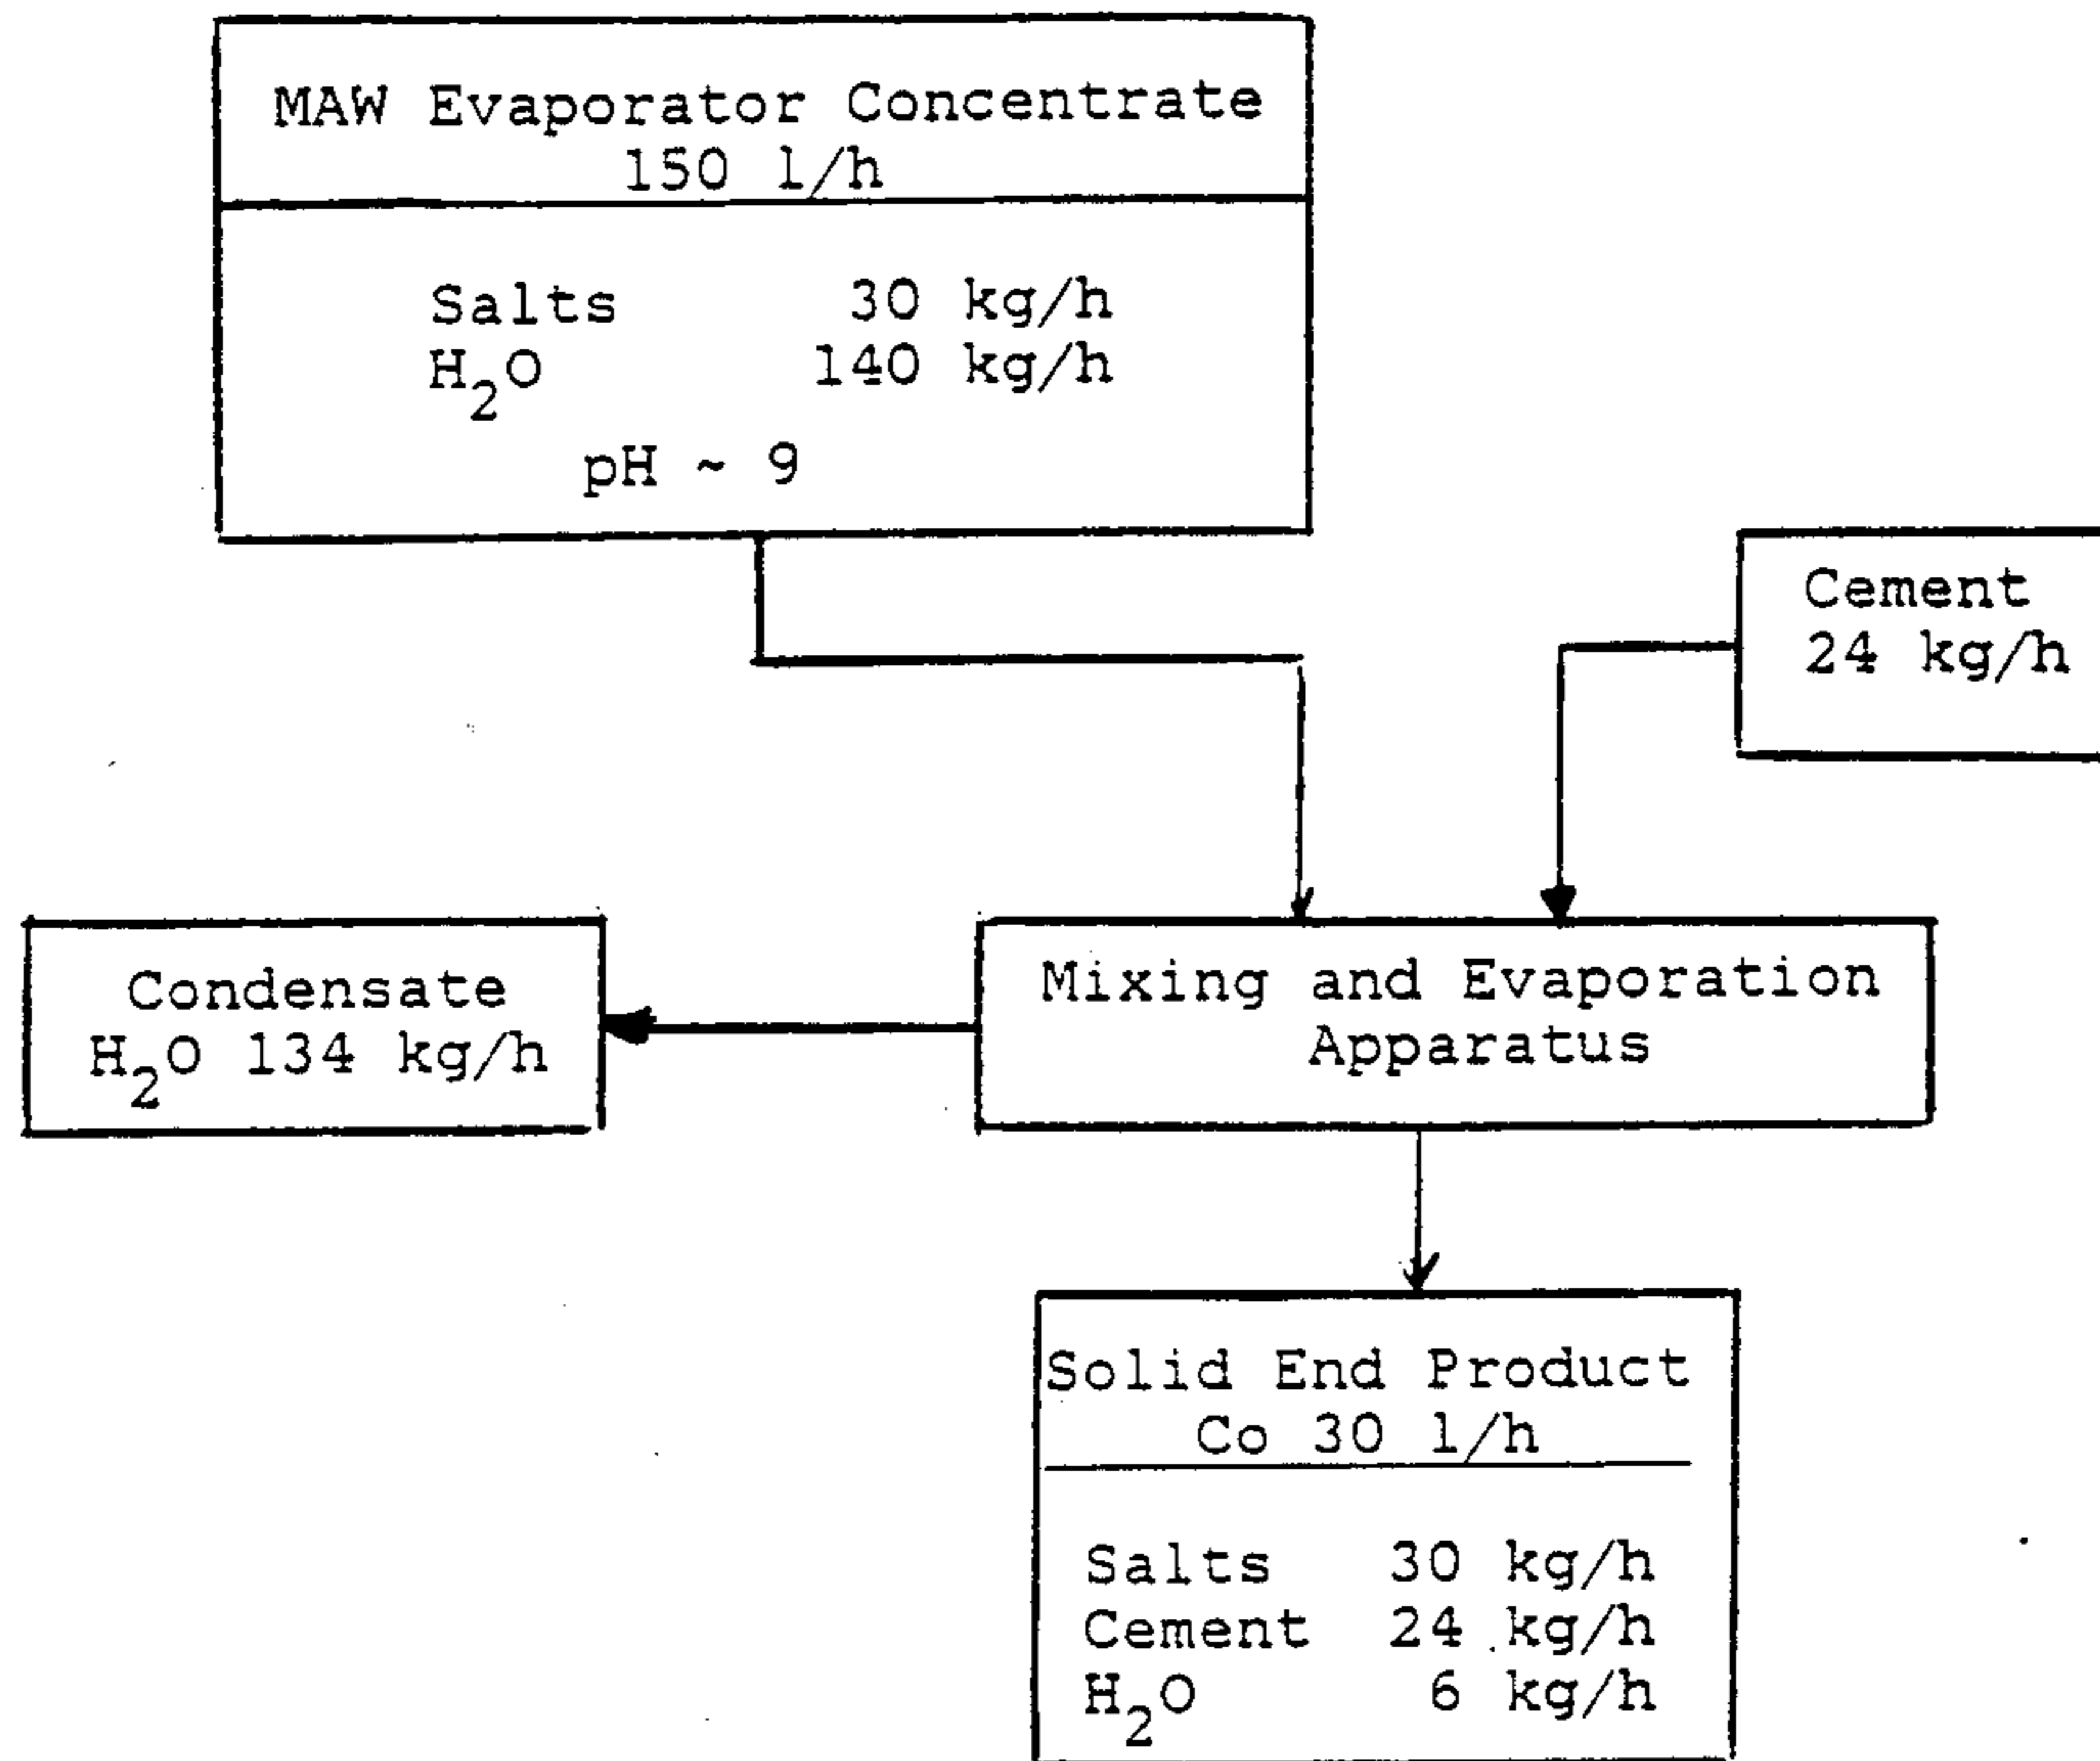 MAW Evaporator Concentrate
150 l/h
Salts 30 kg/h
H₂O 140 kg/h
pH ~ 9
Cement
24 kg/h
Condensate
H₂O 134 kg/h
Mixing and Evaporation
Apparatus
Solid End Product
Co 30 l/h
Salts 30 kg/h
Cement 24 kg/h
H₂O 6 kg/h